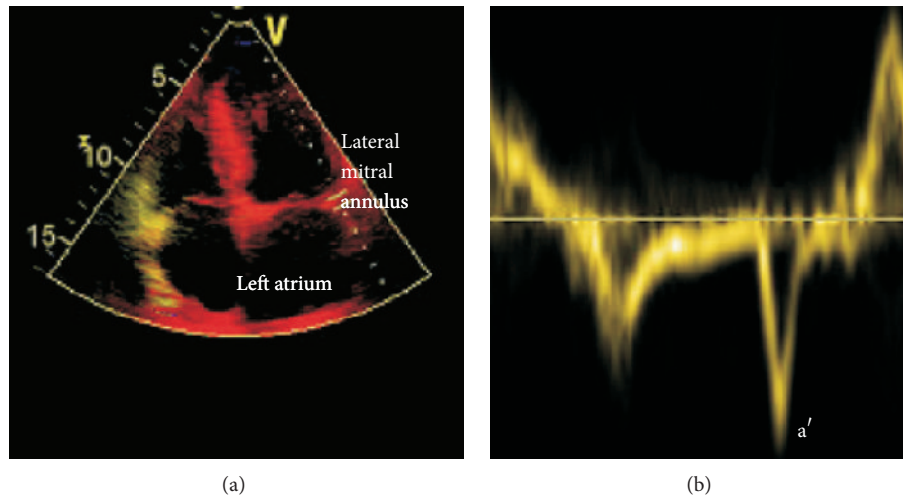 V
5
10
15
Lateral
mitral
annulus
Left atrium
a′
(a)
(b)